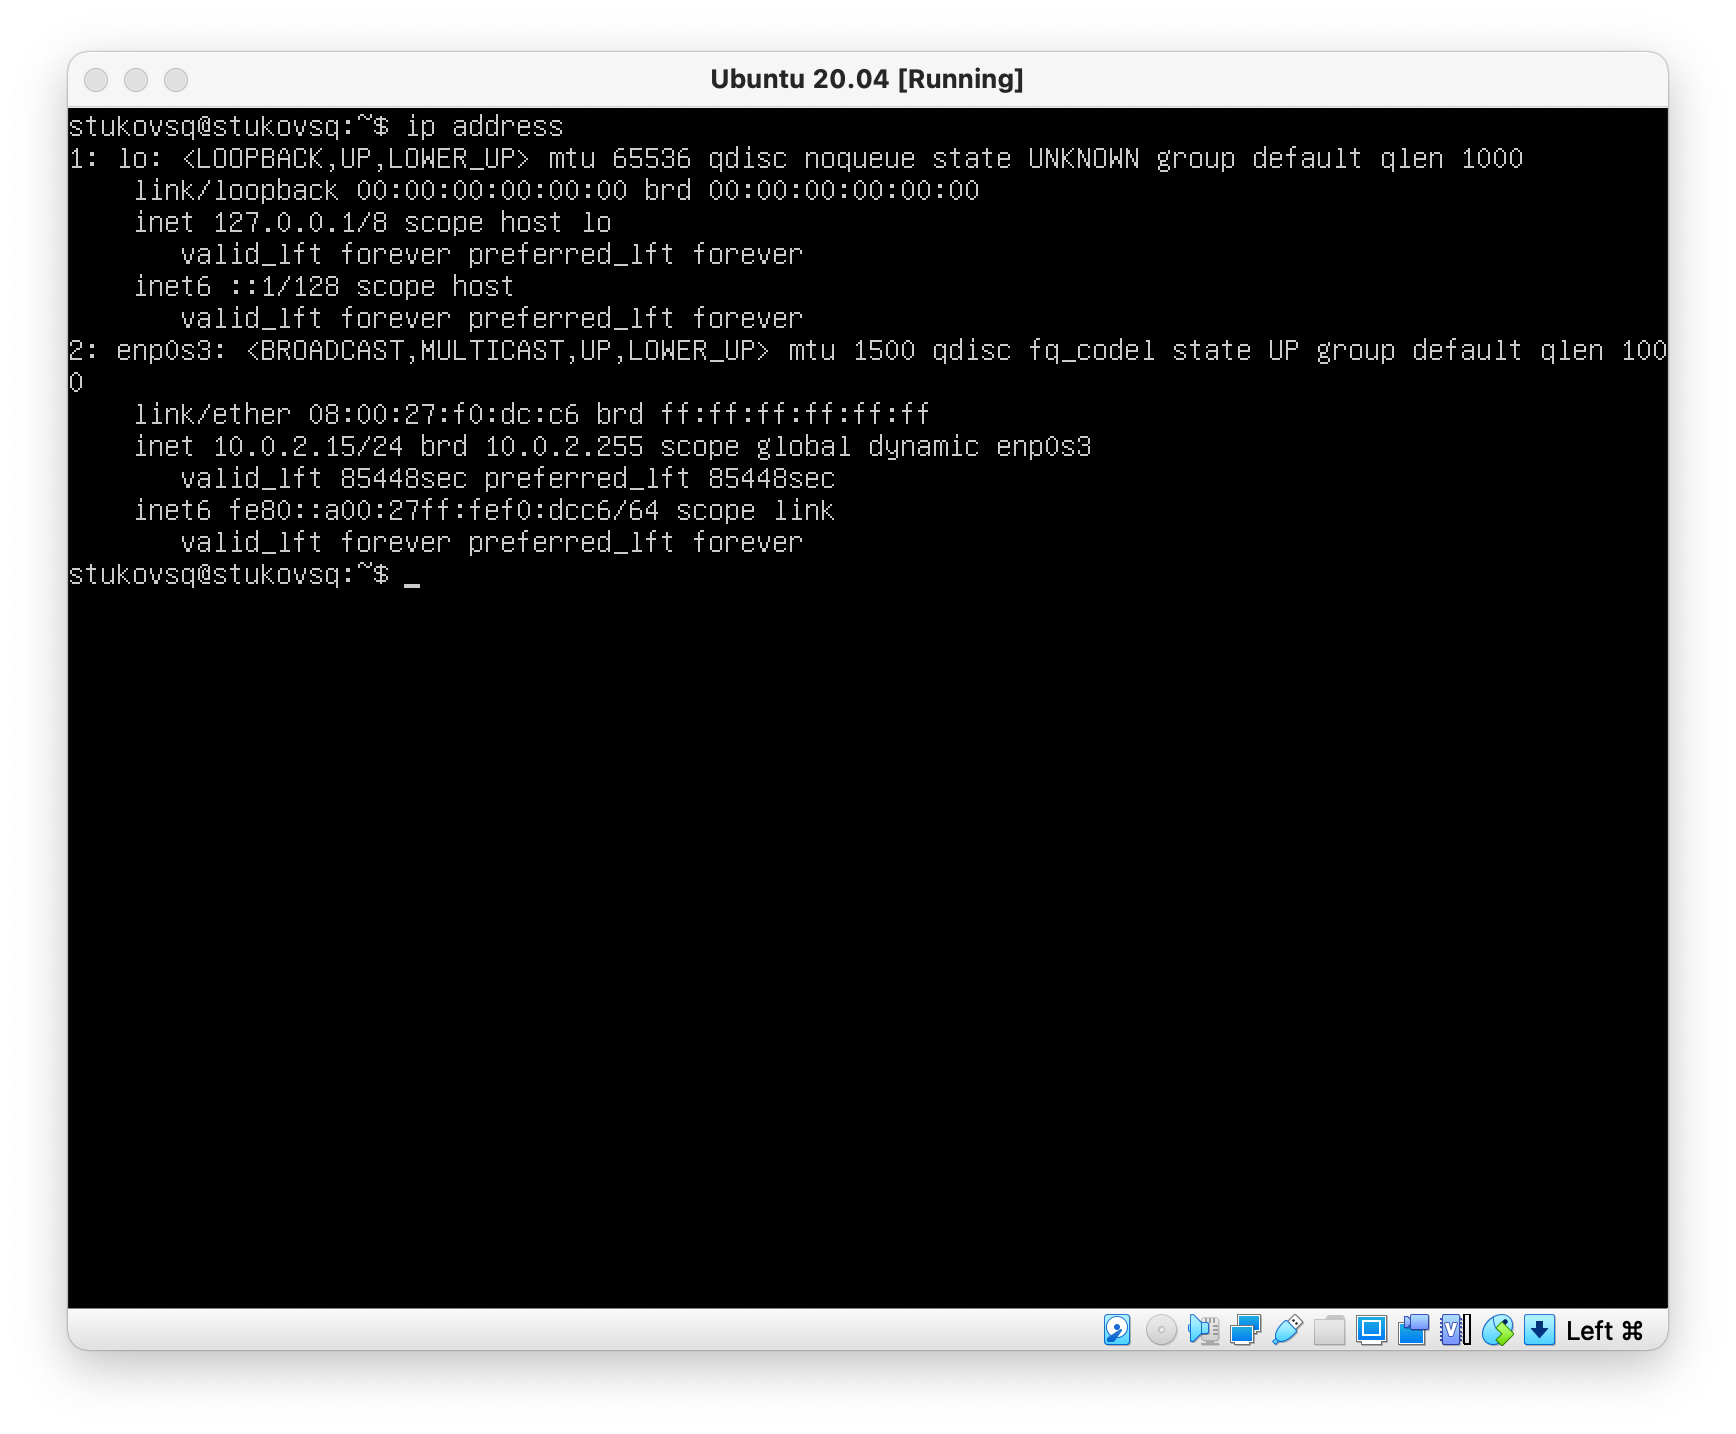 Ubuntu 20.04 [Running]
stukovsq@stukovsq:~$ ip address
1: lo: <LOOPBACK,UP,LOWER_UP> mtu 65536 qdisc noqueue state UNKNOWN group default qlen 1000
    link/loopback 00:00:00:00:00:00 brd 00:00:00:00:00:00
    inet 127.0.0.1/8 scope host lo
       valid_lft forever preferred_lft forever
    inet6 ::1/128 scope host
       valid_lft forever preferred_lft forever
2: enp0s3: <BROADCAST,MULTICAST,UP,LOWER_UP> mtu 1500 qdisc fq_codel state UP group default qlen 100
0
    link/ether 08:00:27:f0:dc:c6 brd ff:ff:ff:ff:ff:ff
    inet 10.0.2.15/24 brd 10.0.2.255 scope global dynamic enp0s3
       valid_lft 85448sec preferred_lft 85448sec
    inet6 fe80::a00:27ff:fef0:dcc6/64 scope link
       valid_lft forever preferred_lft forever
stukovsq@stukovsq:~$ _
Left ⌘